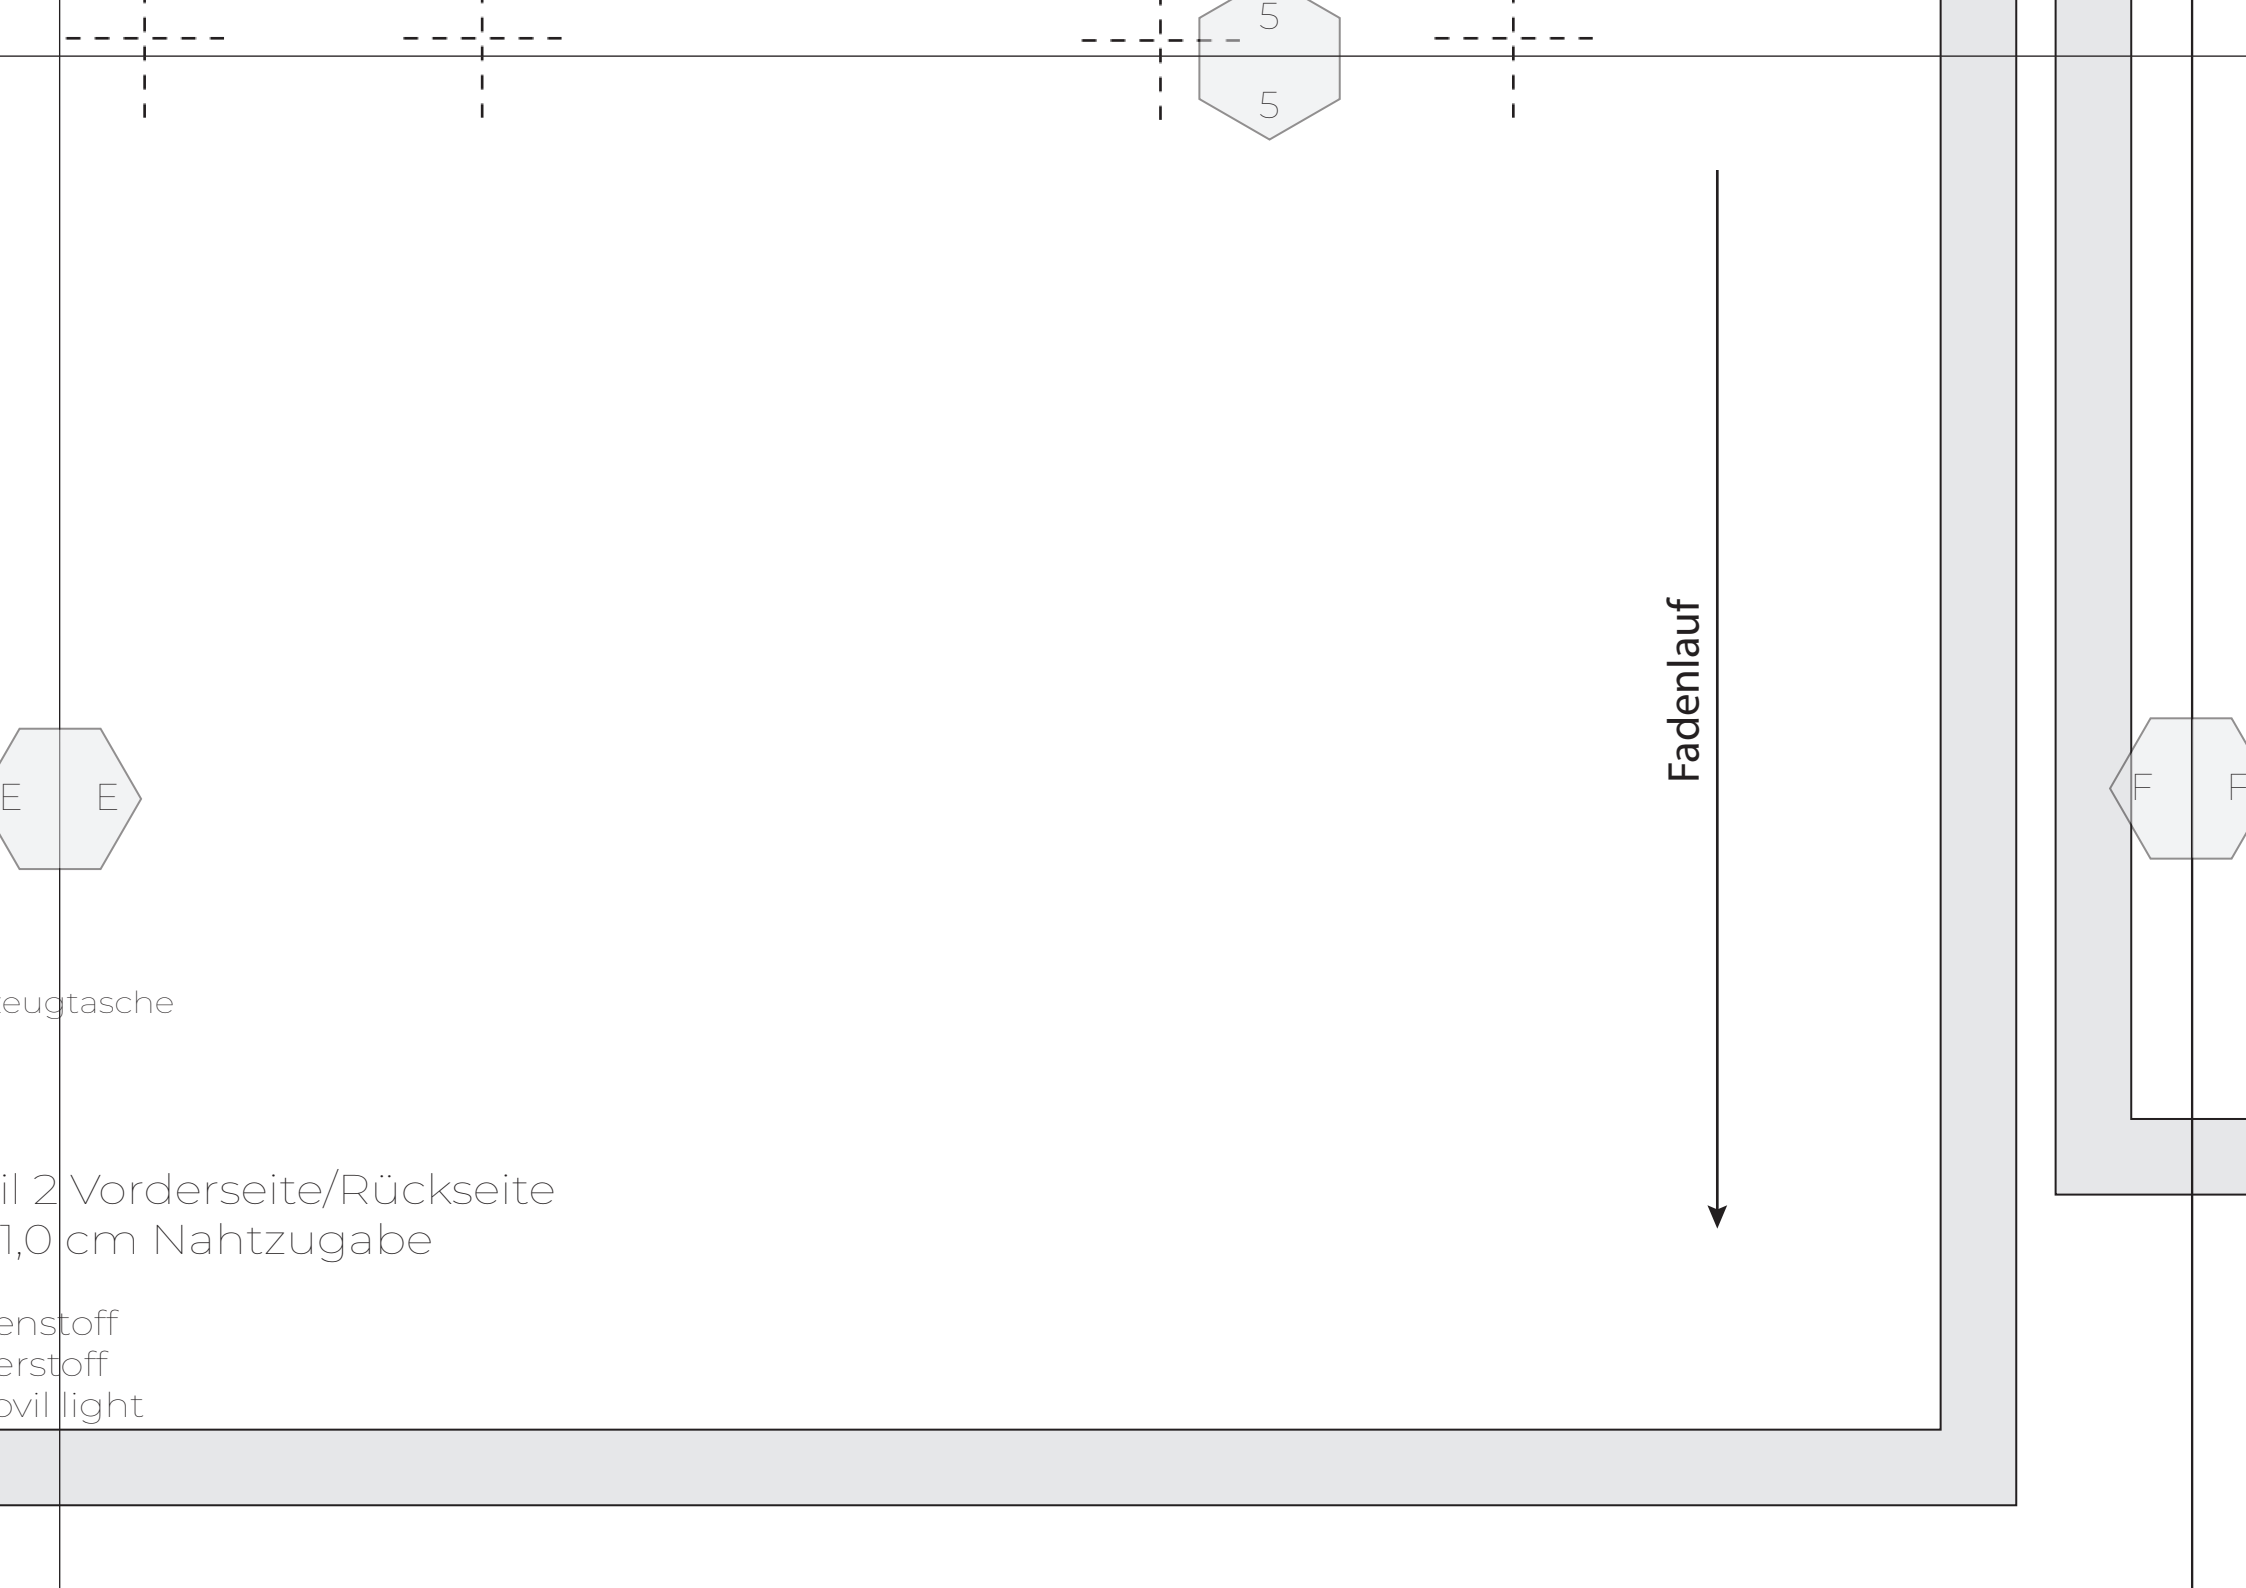 5
5
Fadenlauf
E E
F F
eugtasche
il 2 Vorderseite/Rückseite
1,0 cm Nahtzugabe
enstoff
erstoff
ovil light